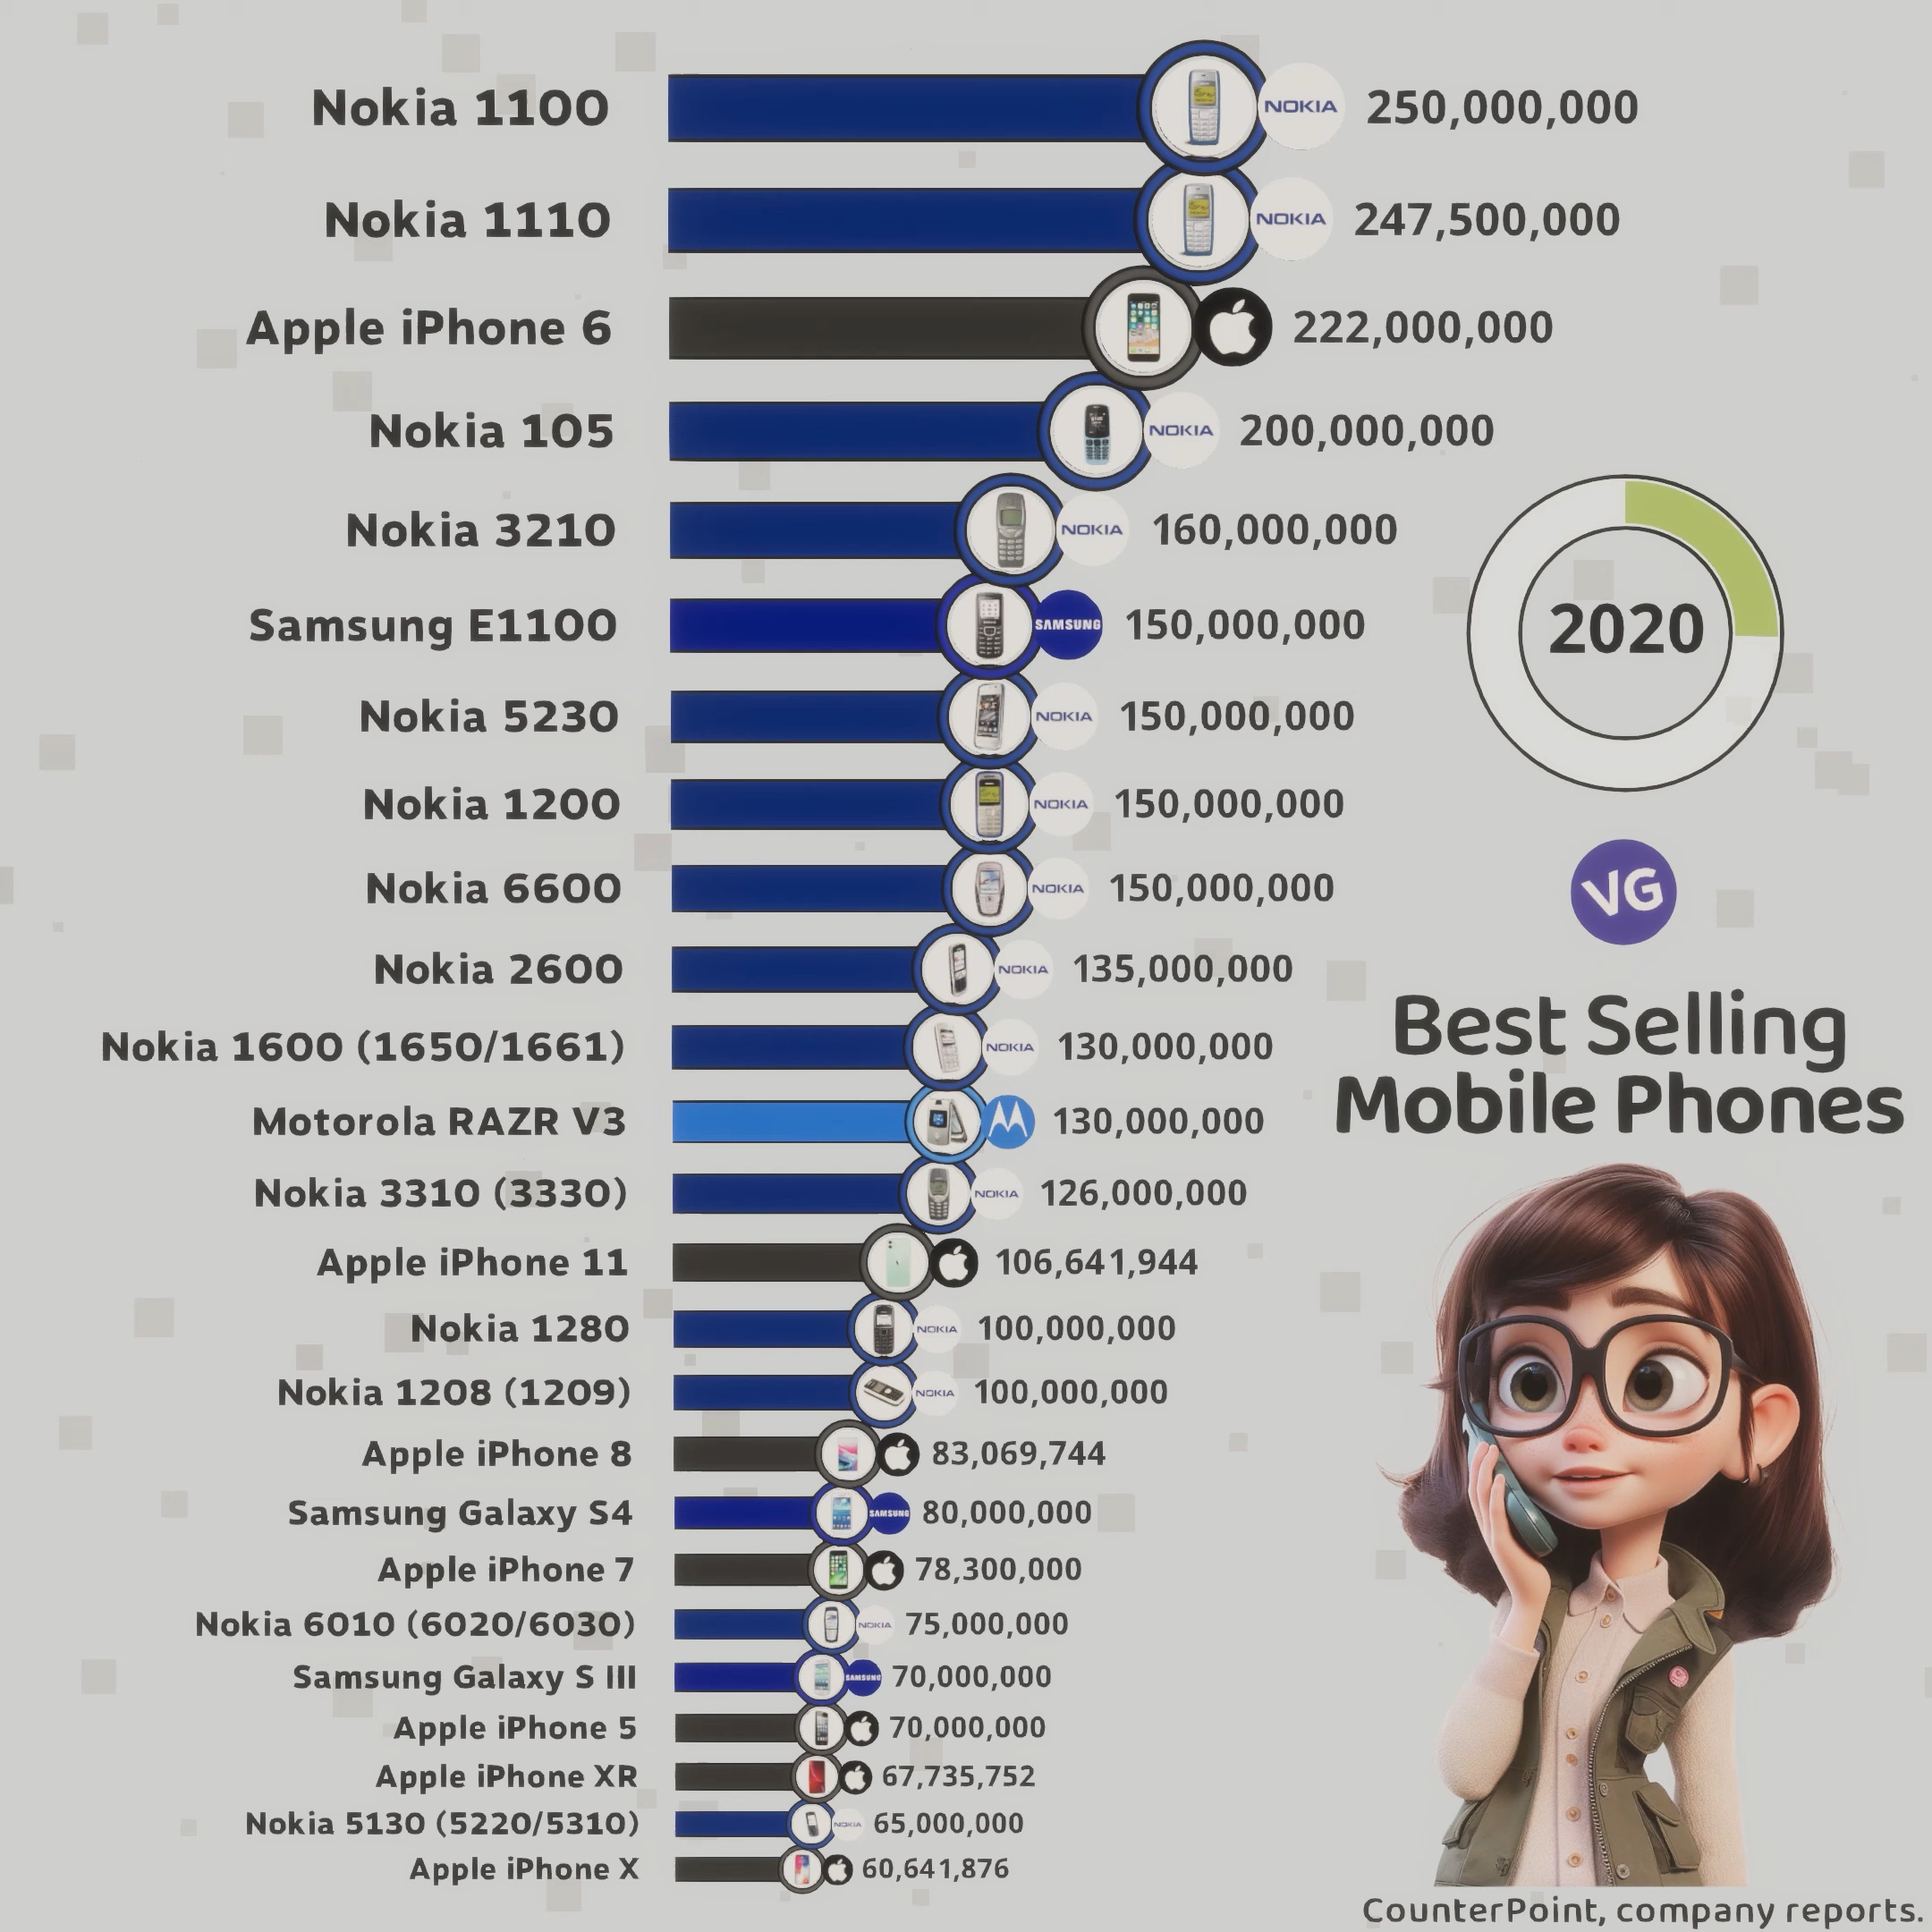 Nokia 1100 NOKIA 250,000,000
Nokia 1110 NOKIA 247,500,000
Apple iPhone 6 222,000,000
Nokia 105 NOKIA 200,000,000
Nokia 3210 NOKIA 160,000,000
Samsung E1100 SAMSUNG 150,000,000
Nokia 5230 NOKIA 150,000,000
Nokia 1200 NOKIA 150,000,000
Nokia 6600 NOKIA 150,000,000
Nokia 2600 NOKIA 135,000,000
Nokia 1600 (1650/1661) NOKIA 130,000,000
Motorola RAZR V3 130,000,000
Nokia 3310 (3330) NOKIA 126,000,000
Apple iPhone 11 106,641,944
Nokia 1280 NOKIA 100,000,000
Nokia 1208 (1209) NOKIA 100,000,000
Apple iPhone 8 83,069,744
Samsung Galaxy S4 SAMSUNG 80,000,000
Apple iPhone 7 78,300,000
Nokia 6010 (6020/6030) NOKIA 75,000,000
Samsung Galaxy S III SAMSUNG 70,000,000
Apple iPhone 5 70,000,000
Apple iPhone XR 67,735,752
Nokia 5130 (5220/5310) NOKIA 65,000,000
Apple iPhone X 60,641,876
2020
VG
Best Selling
Mobile Phones
CounterPoint, company reports.